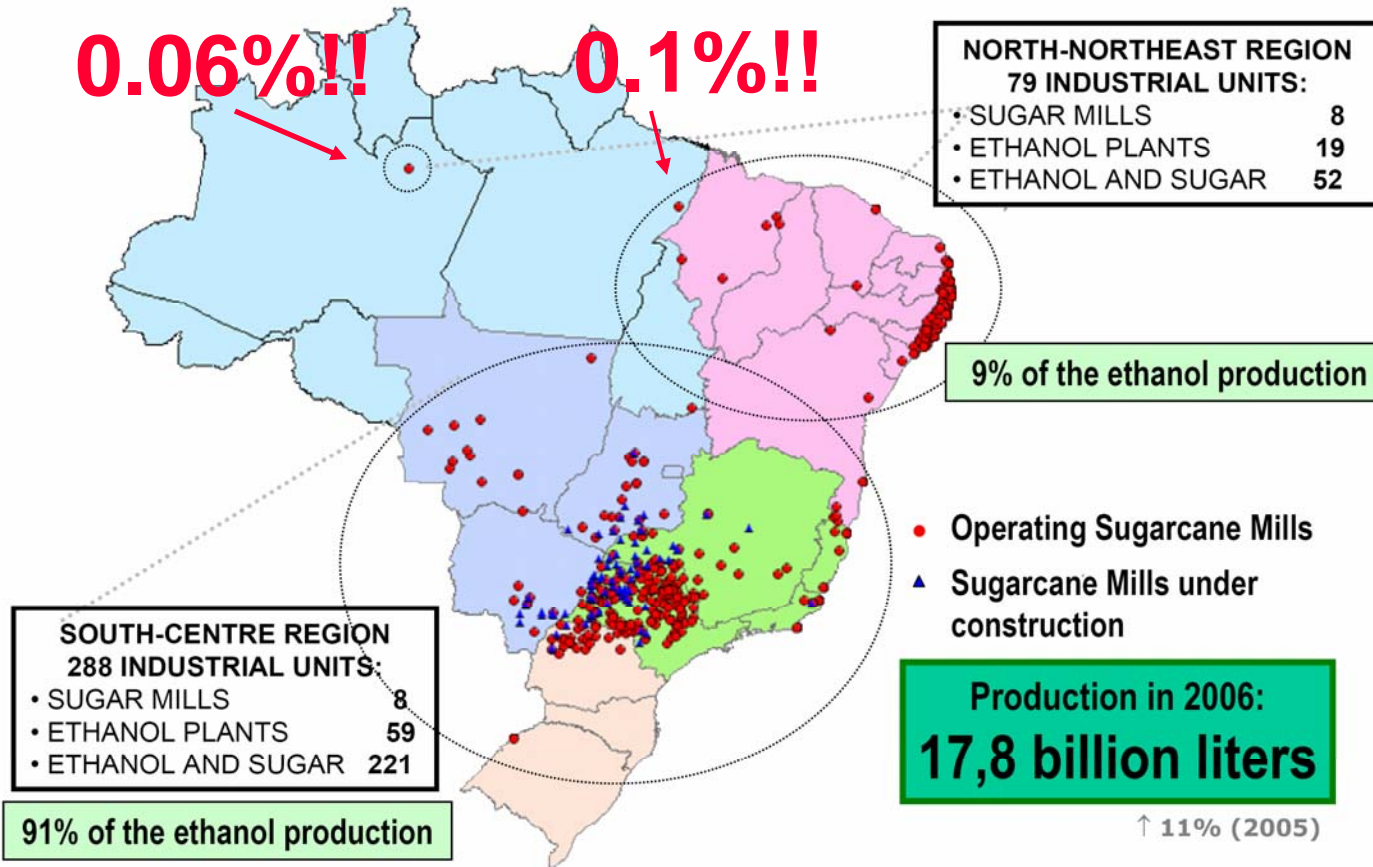 0.06%!!
0.1%!!
NORTH-NORTHEAST REGION
79 INDUSTRIAL UNITS:
• SUGAR MILLS 8
• ETHANOL PLANTS 19
• ETHANOL AND SUGAR 52
9% of the ethanol production
• Operating Sugarcane Mills
▲ Sugarcane Mills under
construction
SOUTH-CENTRE REGION
288 INDUSTRIAL UNITS:
• SUGAR MILLS 8
• ETHANOL PLANTS 59
• ETHANOL AND SUGAR 221
91% of the ethanol production
Production in 2006:
17,8 billion liters
↑ 11% (2005)